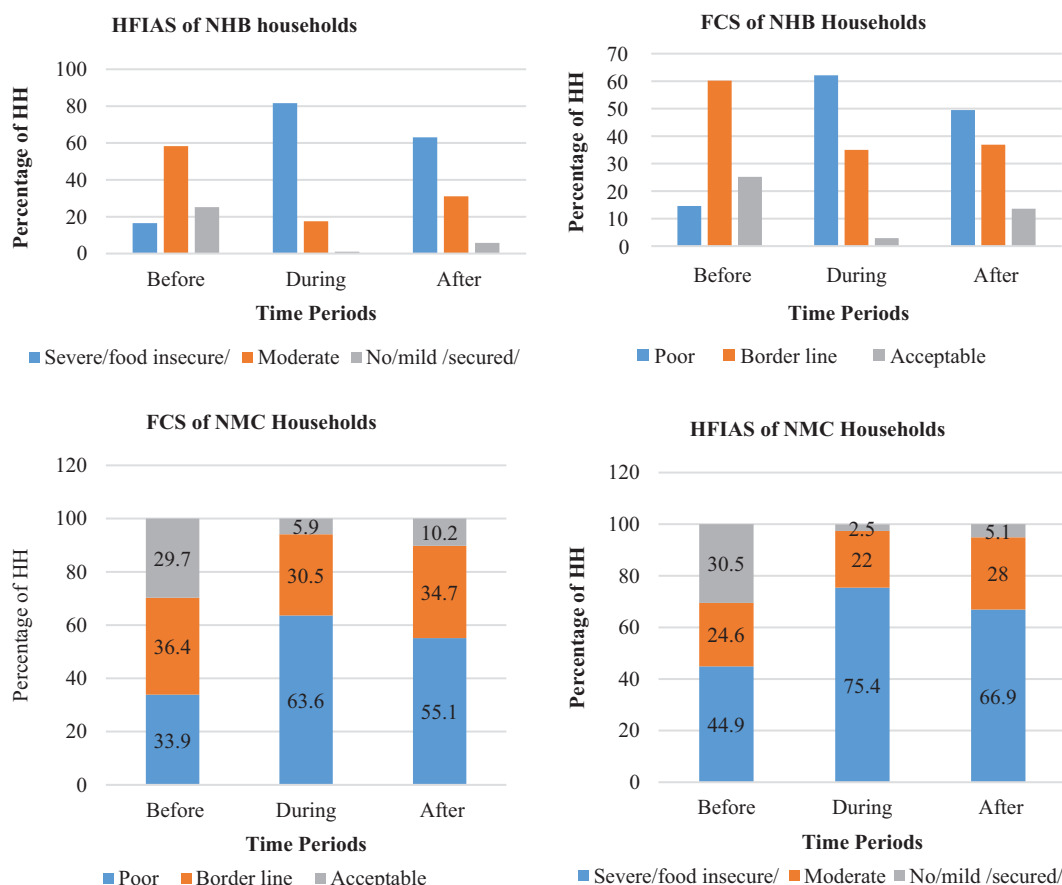 HFIAS of NHB households
Percentage of HH
100
80
60
40
20
0
Before During After
Time Periods
Severe/food insecure/ Moderate No/mild /secured/
FCS of NHB Households
Percentage of HH
70
60
50
40
30
20
10
0
Before During After
Time Periods
Poor Border line Acceptable
FCS of NMC Households
Percentage of HH
120
100
80
60
40
20
0
29.7 5.9 10.2
36.4 30.5 34.7
33.9 63.6 55.1
Before During After
Time Periods
Poor Border line Acceptable
HFIAS of NMC Households
Percentage of HH
120
100
80
60
40
20
0
30.5 2.5 5.1
24.6 22 28
44.9 75.4 66.9
Before During After
Time Periods
Severe/food insecure/ Moderate No/mild /secured/